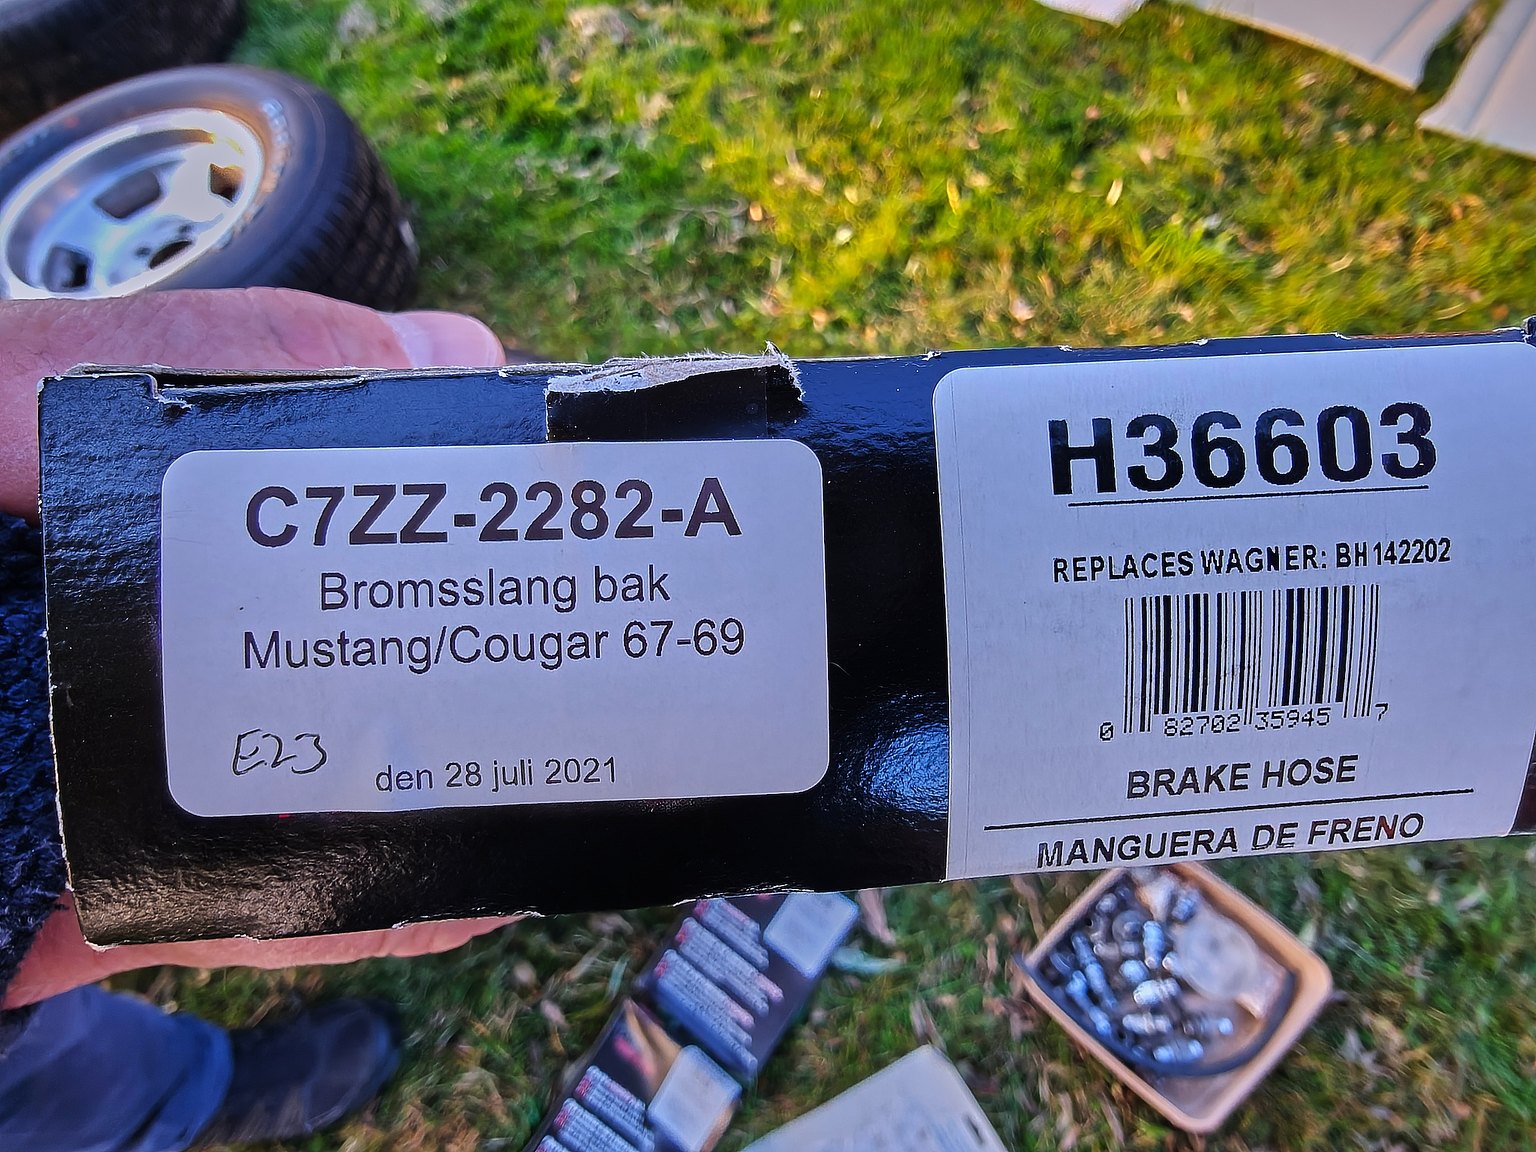 C7ZZ-2282-A
Bromsslang bak
Mustang/Cougar 67-69
E23
den 28 juli 2021
H36603
REPLACES WAGNER: BH142202
0 82702 35945 7
BRAKE HOSE
MANGUERA DE FRENO